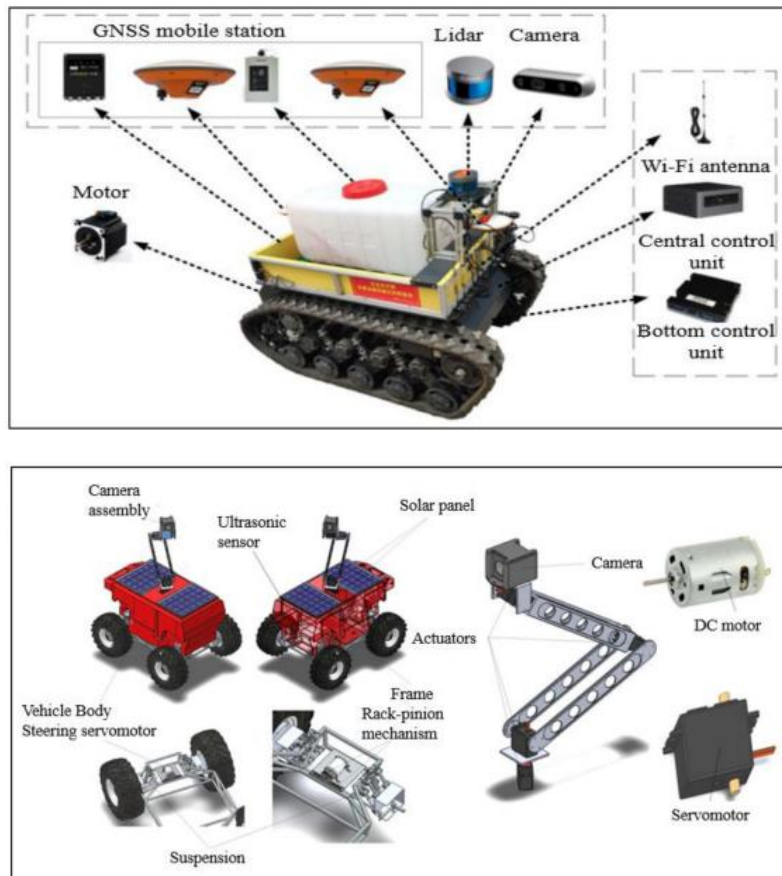 GNSS mobile station
Lidar
Camera
Motor
Wi-Fi antenna
Central control
unit
Bottom control
unit
Camera
assembly
Ultrasonic
sensor
Solar panel
Camera
DC motor
Actuators
Vehicle Body
Steering servomotor
Frame
Rack-pinion
mechanism
Suspension
Servomotor